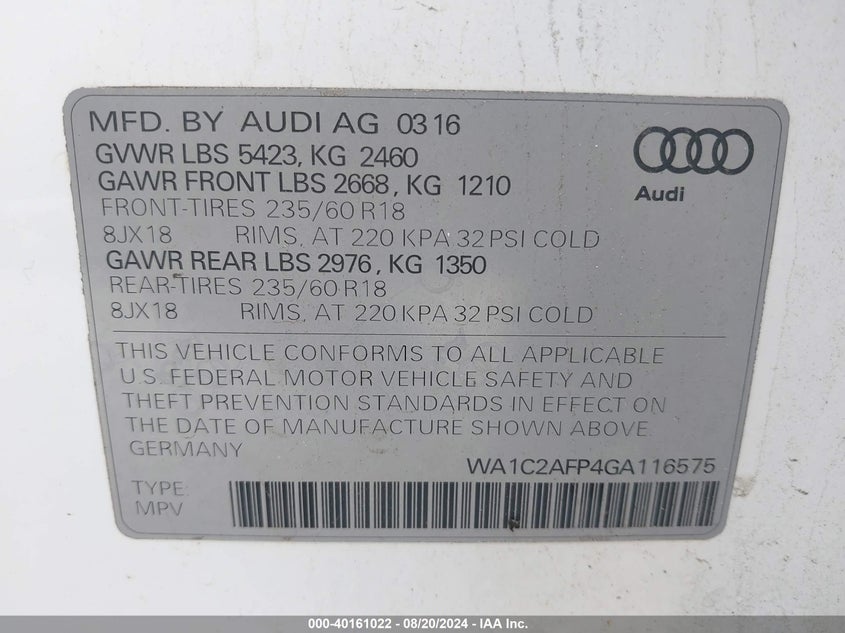 MFD. BY AUDI AG 03 16
GVWR LBS 5423, KG 2460
GAWR FRONT LBS 2668, KG 1210
FRONT-TIRES 235/60 R18
8JX18 RIMS, AT 220 KPA 32 PSI COLD
GAWR REAR LBS 2976, KG 1350
REAR-TIRES 235/60 R18
8JX18 RIMS, AT 220 KPA 32 PSI COLD
Audi
THIS VEHICLE CONFORMS TO ALL APPLICABLE
U.S. FEDERAL MOTOR VEHICLE SAFETY AND
THEFT PREVENTION STANDARDS IN EFFECT ON
THE DATE OF MANUFACTURE SHOWN ABOVE.
GERMANY
WA1C2AFP4GA116575
TYPE:
MPV
000-40161022 - 08/20/2024 - WA1 Inc.